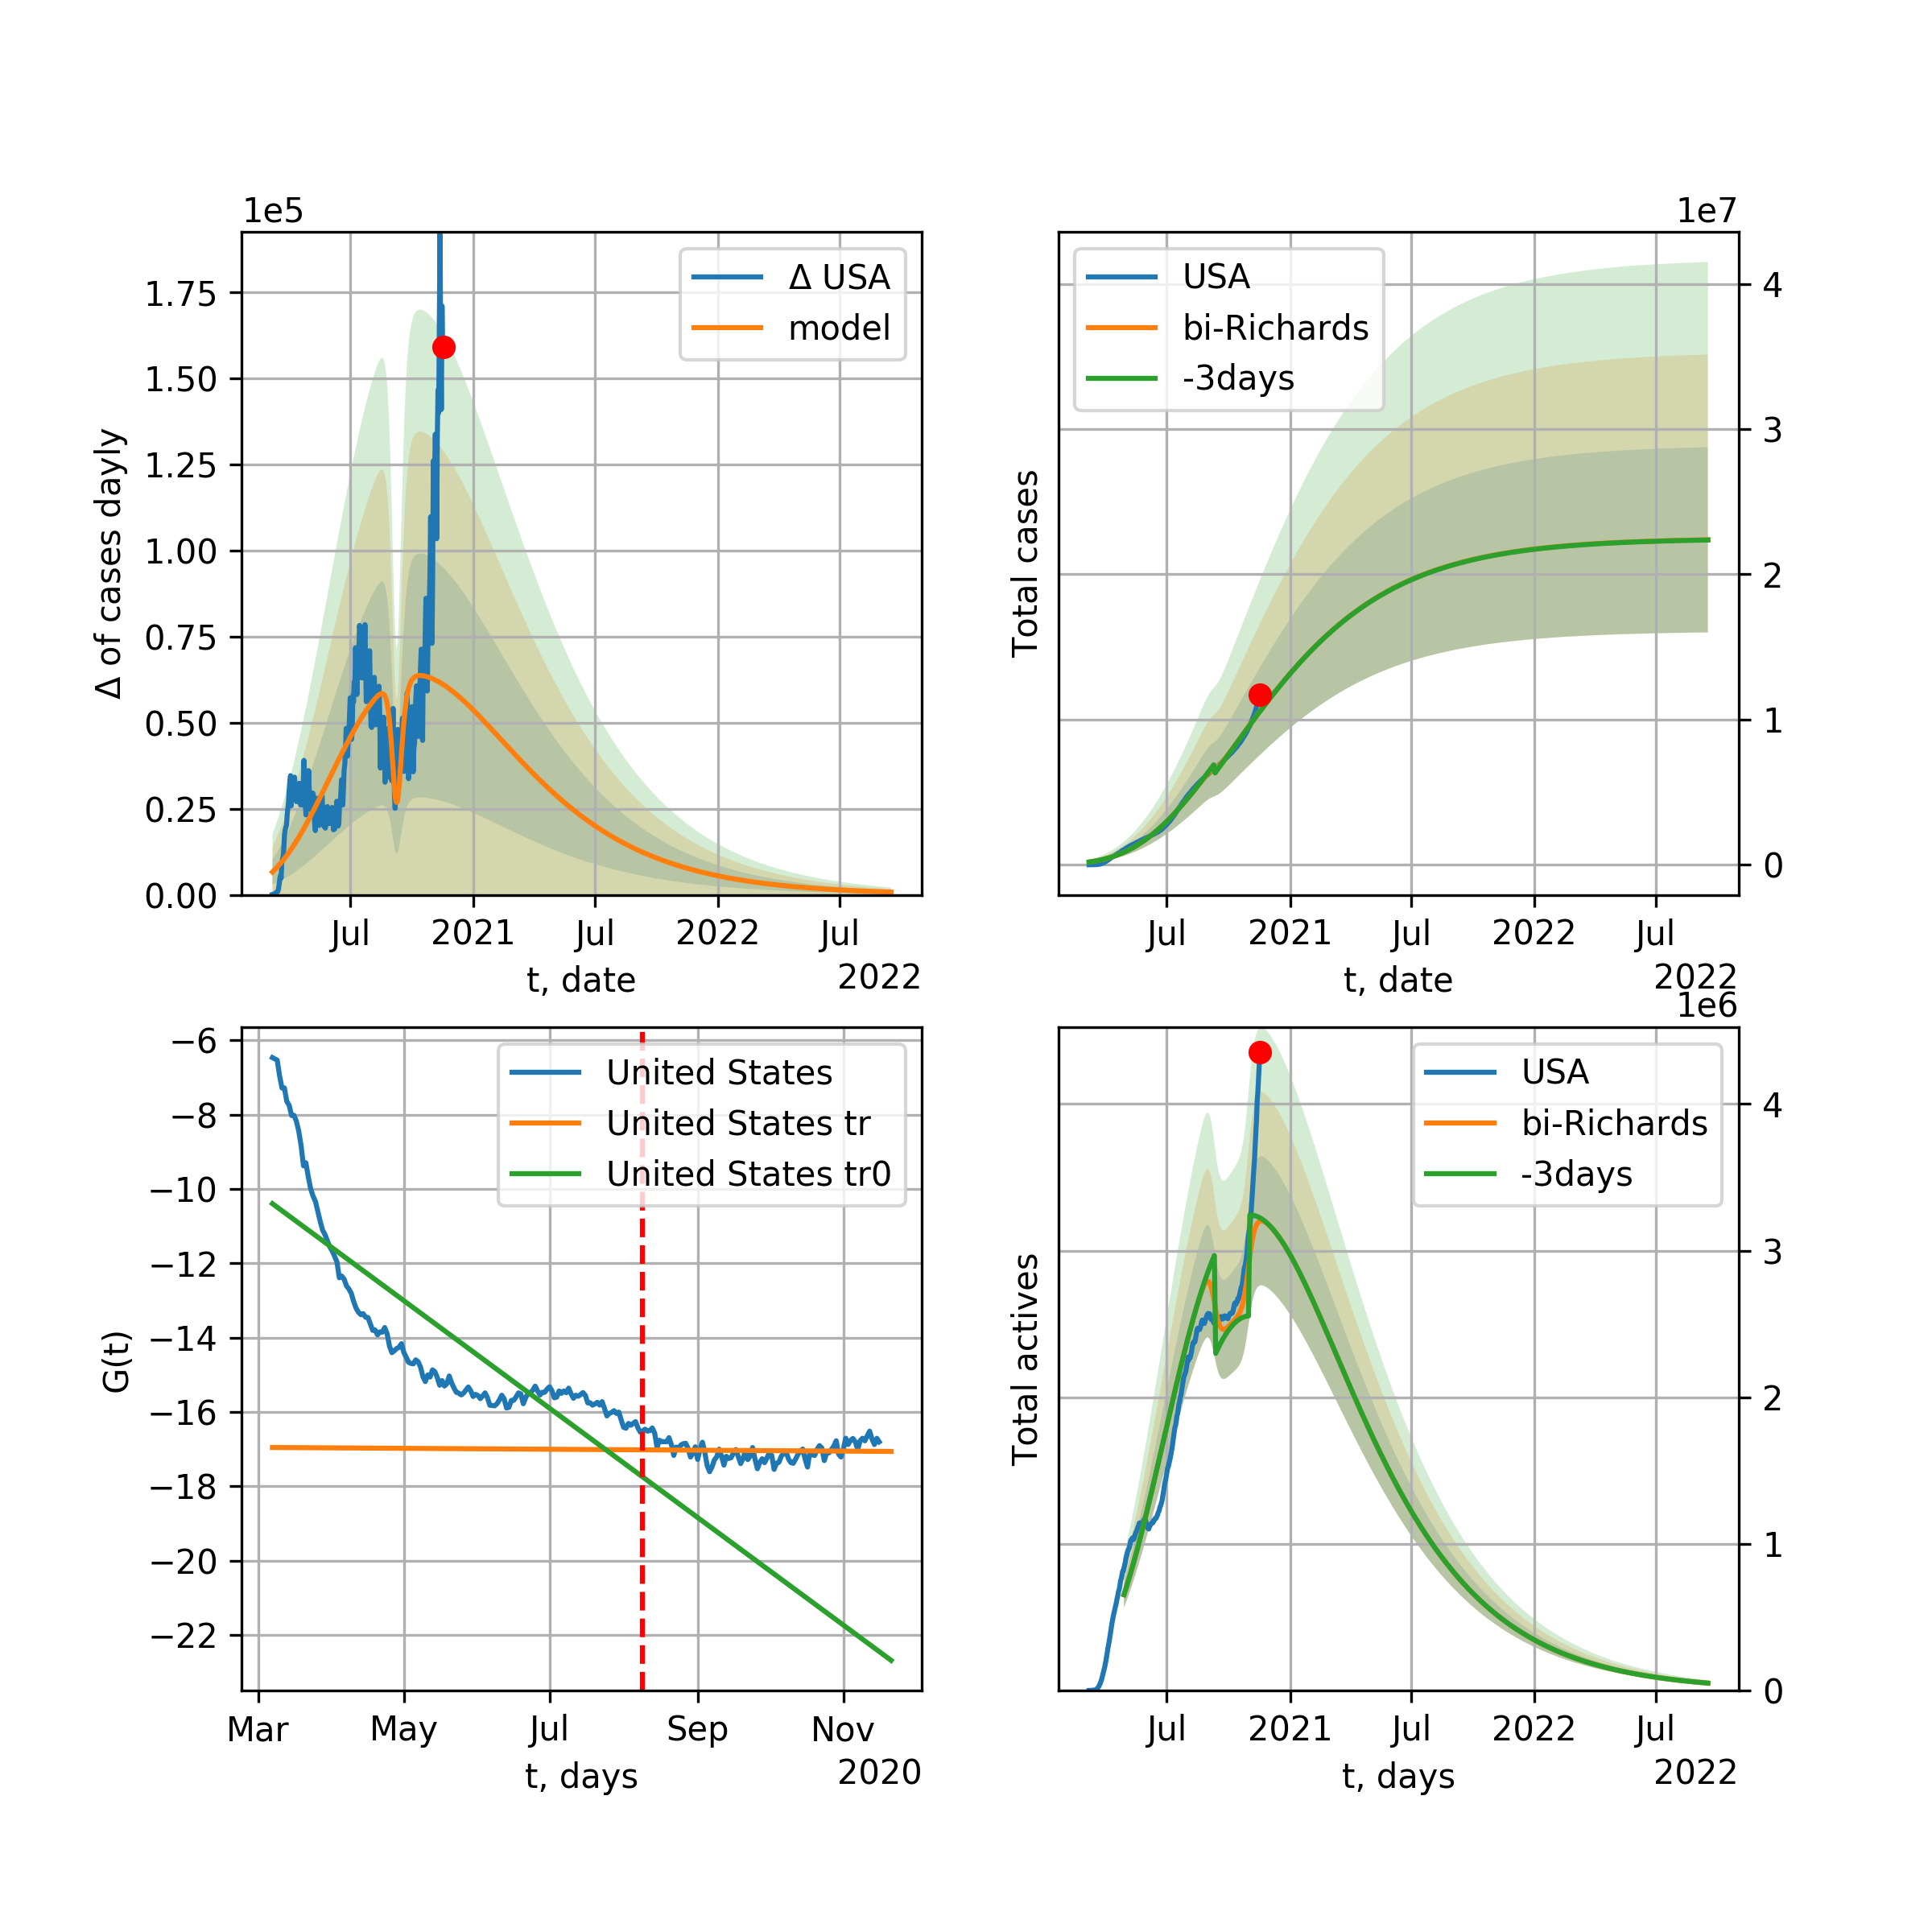 1e5
Δ of cases dayly
1.75
1.50
1.25
1.00
0.75
0.50
0.25
0.00
Δ USA
model
Jul 2021 Jul 2022 Jul
t, date
2022
1e7
Total cases
USA
bi-Richards
-3days
4
3
2
1
0
Jul 2021 Jul 2022 Jul
t, date
2022
G(t)
−6
−8
−10
−12
−14
−16
−18
−20
−22
United States
United States tr
United States tr0
Mar May Jul Sep Nov
t, days
2020
1e6
Total actives
USA
bi-Richards
-3days
4
3
2
1
0
Jul 2021 Jul 2022 Jul
t, days
2022